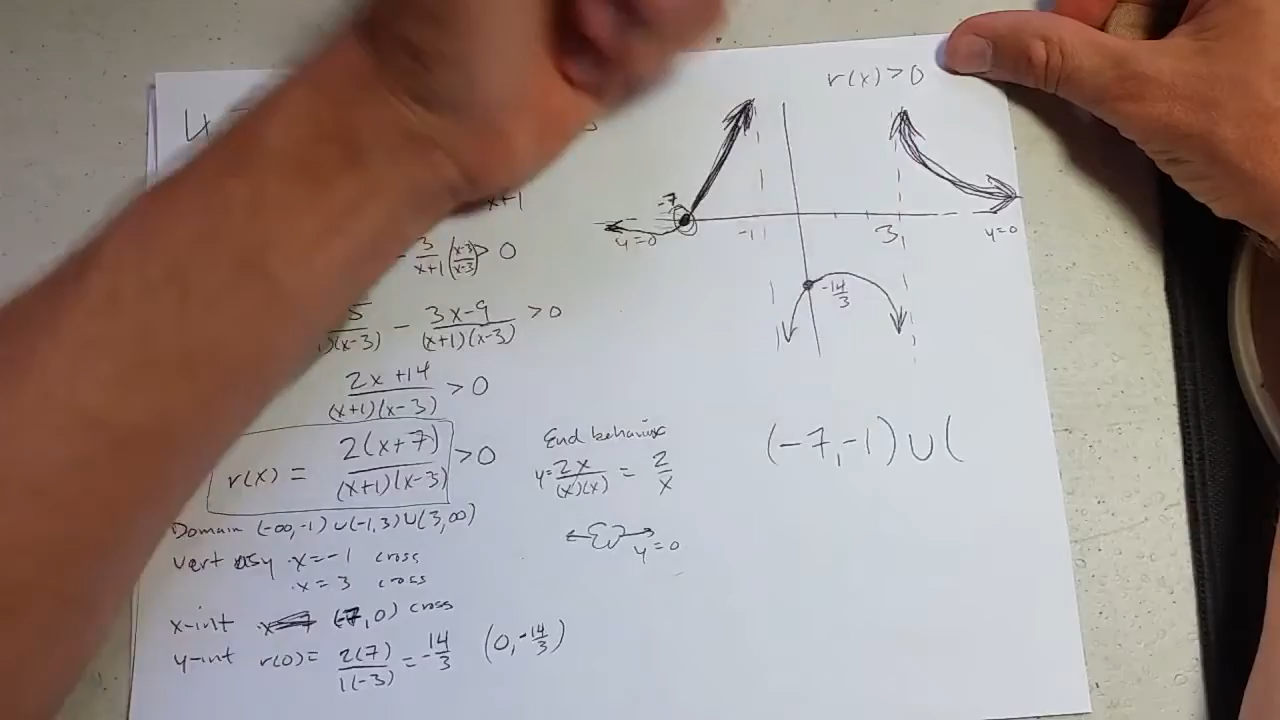 x+1
- 3/(x+1) (x-3)/(x-3) > 0
5/(x-3) - (3x-9)/((x+1)(x-3)) > 0
(2x+14)/((x+1)(x-3)) > 0
r(x) = 2(x+7)/((x+1)(x-3)) > 0
Domain (-∞,-1)∪(-1,3)∪(3,∞)
vert asy x=-1 cross
x=3 cross
x-int (-7,0) cross
y-int r(0)= 2(7)/(1(-3)) = -14/3 (0,-14/3)
End behavior
y= 2x/((x)(x)) = 2/x
y=0
r(x)>0
-7
y=0
-1
3
y=0
-14/3
(-7,-1)∪(